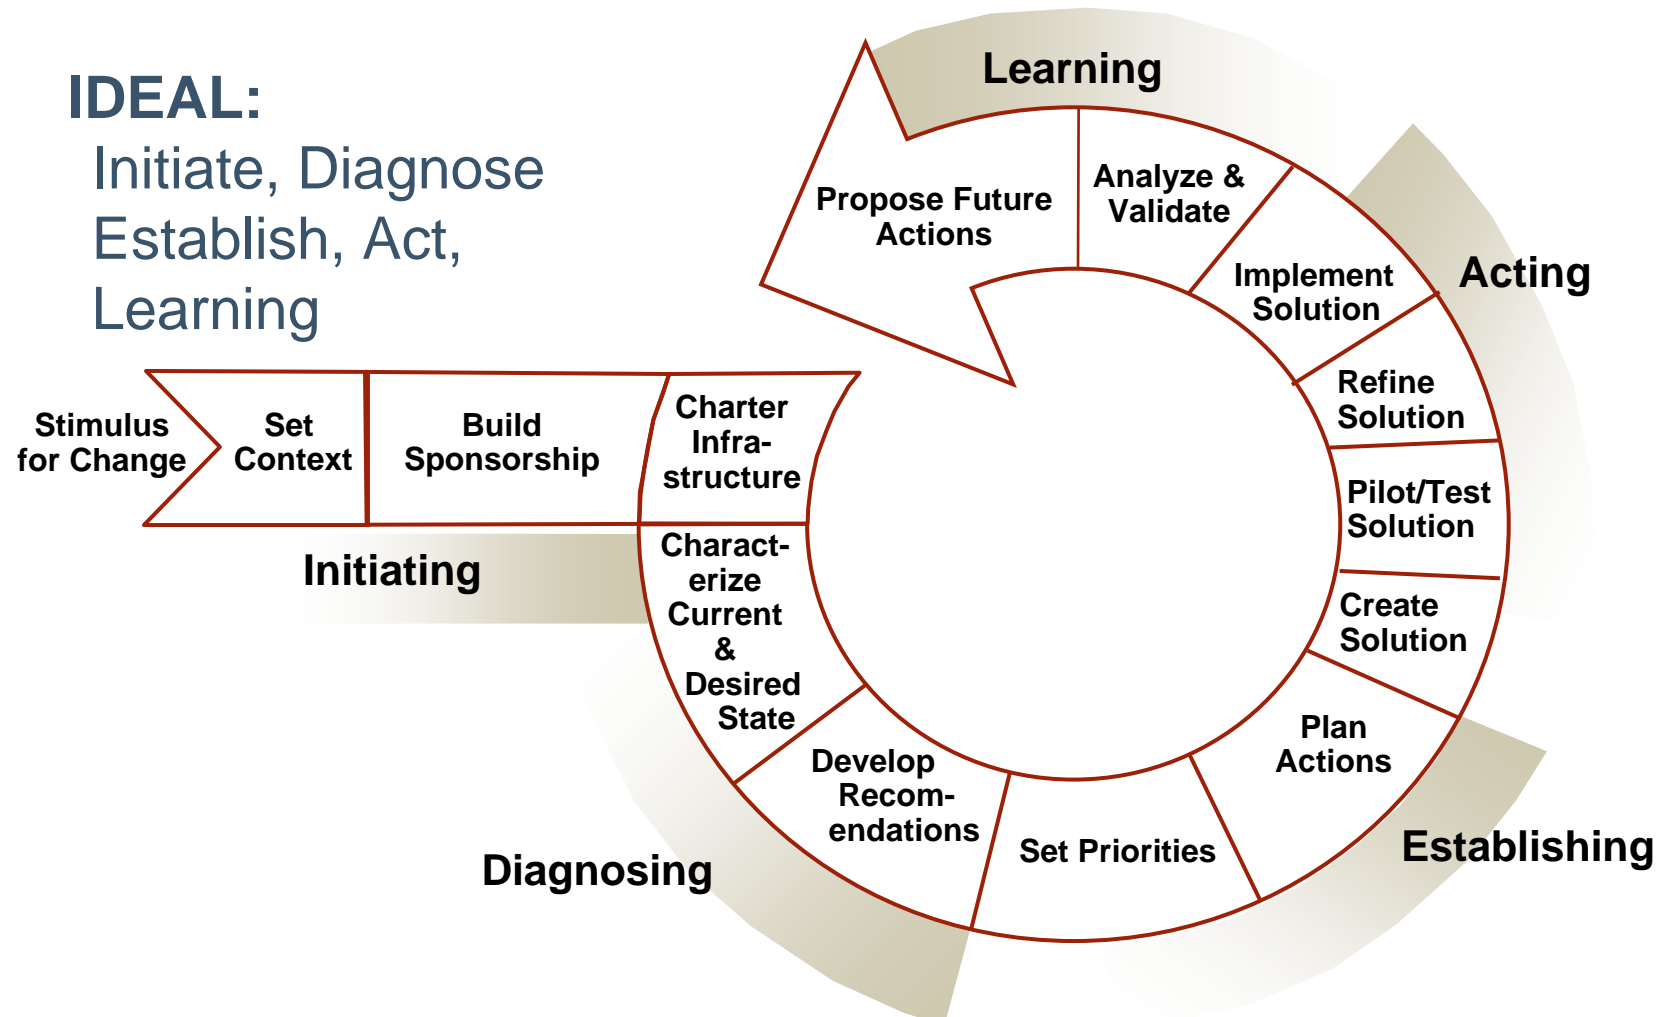 IDEAL:
Initiate, Diagnose
Establish, Act,
Learning
Stimulus
for Change
Set
Context
Build
Sponsorship
Charter
Infra-
structure
Initiating
Charact-
erize
Current
&
Desired
State
Develop
Recom-
endations
Diagnosing
Set Priorities
Plan
Actions
Establishing
Create
Solution
Pilot/Test
Solution
Refine
Solution
Implement
Solution
Acting
Analyze &
Validate
Propose Future
Actions
Learning